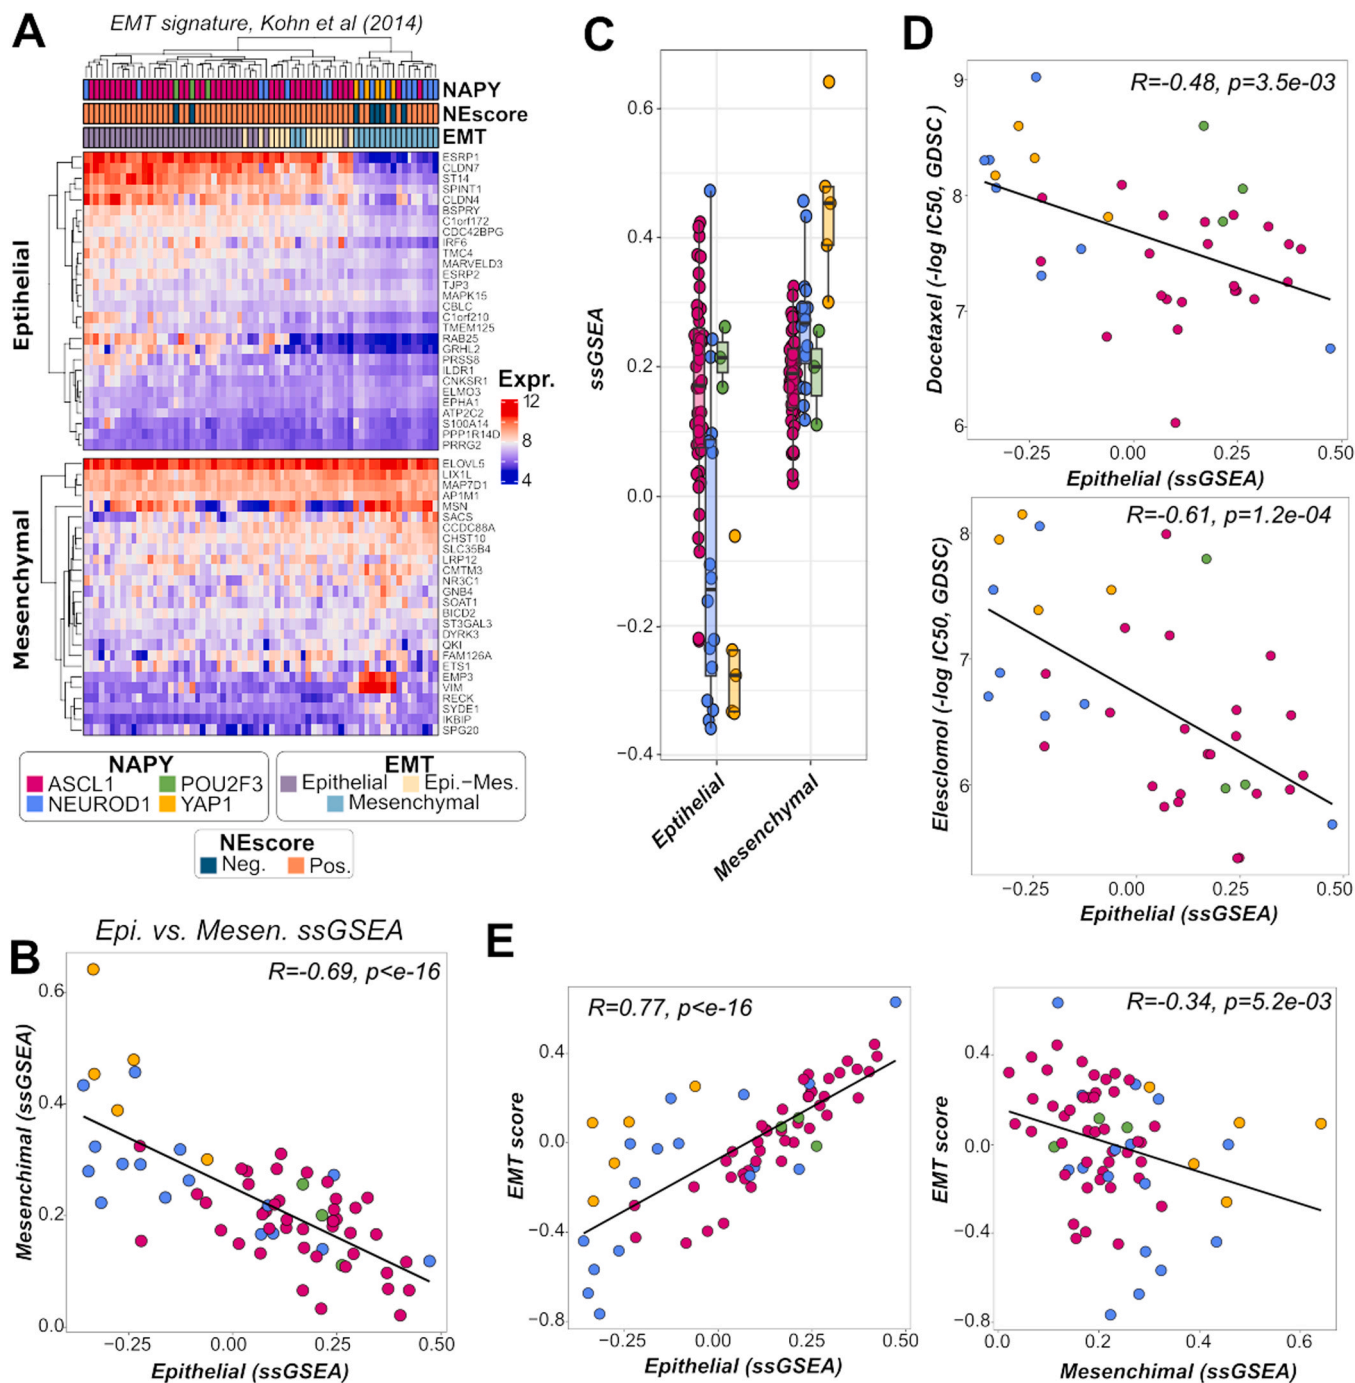 A
EMT signature, Kohn et al (2014)
NAPY
NEscore
EMT
Eptihelial
ESRP1
CLDN7
ST14
SPINT1
CLDN4
BSPRY
C1orf172
CDC42BPG
IRF6
TMC4
MARVELD3
ESRP2
TJP3
MAPK15
CBLC
C1orf210
TMEM125
RAB25
GRHL2
PRSS8
ILDR1
CNKSR1
ELMO3
EPHA1
ATP2C2
S100A14
PPP1R14D
PRRG2
Expr.
12
8
4
Mesenchymal
ELOVL5
LIX1L
MAP7D1
AP1M1
MSN
SACS
CCDC88A
CHST10
SLC35B4
LRP12
CMTM3
NR3C1
GNB4
SOAT1
BICD2
ST3GAL3
DYRK3
QKI
FAM126A
ETS1
EMP3
VIM
RECK
SYDE1
IKBIP
SPG20
NAPY
ASCL1
POU2F3
NEUROD1
YAP1
EMT
Epithelial
Epi.-Mes.
Mesenchymal
NEscore
Neg.
Pos.
B
Epi. vs. Mesen. ssGSEA
R=-0.69, p<e-16
Mesenchimal (ssGSEA)
0.6
0.4
0.2
0.0
−0.25
0.00
0.25
0.50
Epithelial (ssGSEA)
C
ssGSEA
0.6
0.4
0.2
0.0
−0.2
−0.4
Eptihelial
Mesenchymal
D
R=-0.48, p=3.5e-03
Docetaxel (-log IC50, GDSC)
9
8
7
6
−0.25
0.00
0.25
0.50
Epithelial (ssGSEA)
R=-0.61, p=1.2e-04
Elesclomol (-log IC50, GDSC)
8
7
6
−0.25
0.00
0.25
0.50
Epithelial (ssGSEA)
E
R=0.77, p<e-16
EMT score
0.4
0.0
−0.4
−0.8
−0.25
0.00
0.25
0.50
Epithelial (ssGSEA)
R=-0.34, p=5.2e-03
EMT score
0.4
0.0
−0.4
−0.8
0.0
0.2
0.4
0.6
Mesenchimal (ssGSEA)